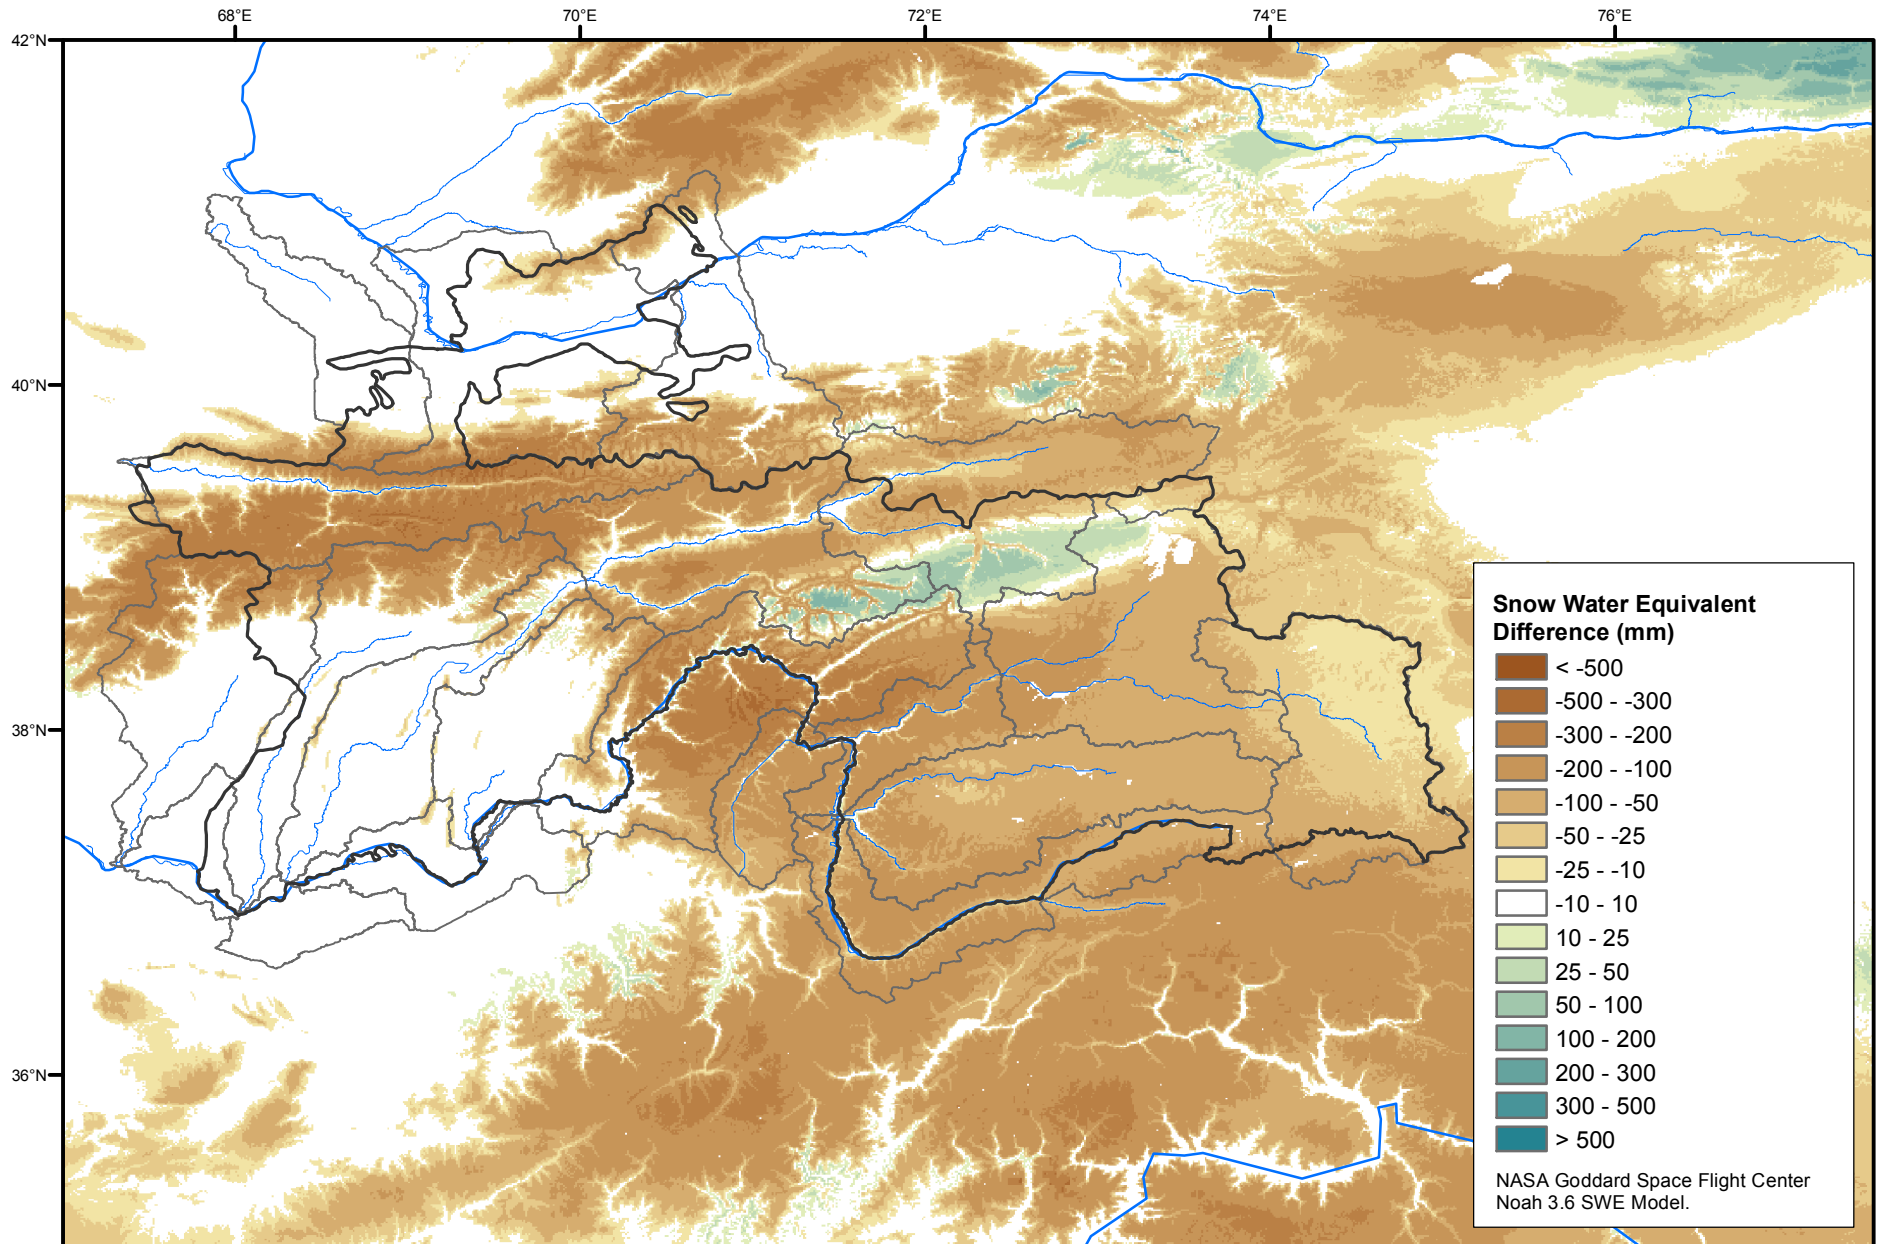 68°E 70°E 72°E 74°E 76°E
42°N
40°N
38°N
36°N
Snow Water Equivalent
Difference (mm)
< -500
-500 - -300
-300 - -200
-200 - -100
-100 - -50
-50 - -25
-25 - -10
-10 - 10
10 - 25
25 - 50
50 - 100
100 - 200
200 - 300
300 - 500
> 500
NASA Goddard Space Flight Center
Noah 3.6 SWE Model.